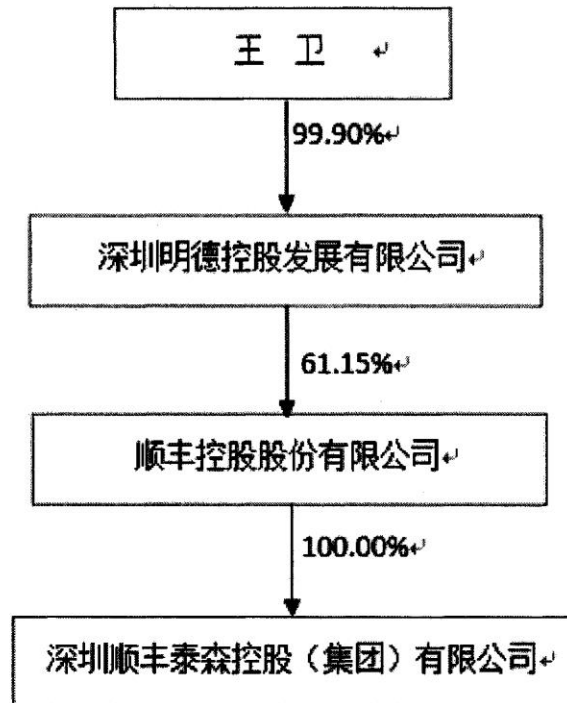 王 卫
99.90%
深圳明德控股发展有限公司
61.15%
顺丰控股股份有限公司
100.00%
深圳顺丰泰森控股（集团）有限公司